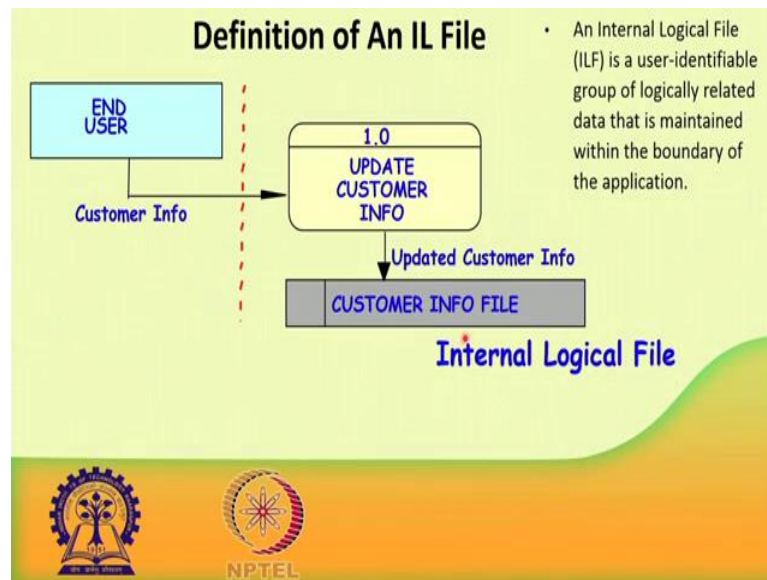 Definition of An IL File
• An Internal Logical File
(ILF) is a user-identifiable
group of logically related
data that is maintained
within the boundary of
the application.
END
USER
Customer Info
1.0
UPDATE
CUSTOMER
INFO
Updated Customer Info
CUSTOMER INFO FILE
Internal Logical File
NPTEL